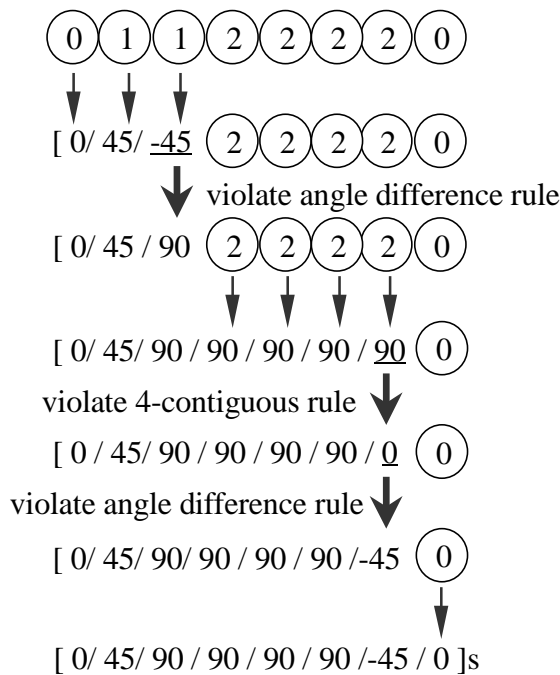 0 1 1 2 2 2 2 0
[ 0/ 45/ -45 2 2 2 2 0
violate angle difference rule
[ 0/ 45 / 90 2 2 2 2 0
[ 0/ 45/ 90 / 90 / 90 / 90 / 90 0
violate 4-contiguous rule
[ 0 / 45/ 90 / 90 / 90 / 90 / 0 0
violate angle difference rule
[ 0/ 45/ 90/ 90 / 90 / 90 /-45 0
[ 0/ 45/ 90 / 90 / 90 / 90 /-45 / 0 ]s